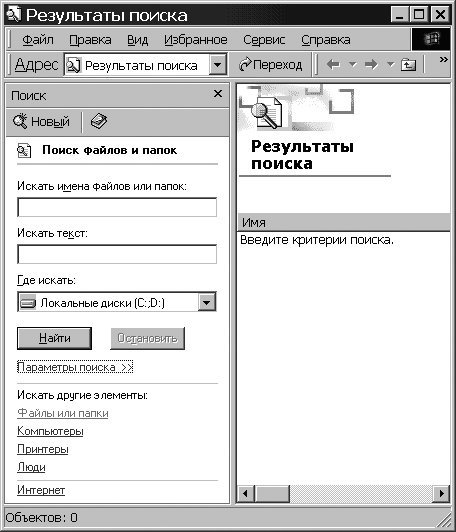 Результаты поиска
Файл Правка Вид Избранное Сервис Справка
Адрес Результаты поиска Переход »
Поиск
Новый
Поиск файлов и папок
Искать имена файлов или папок:
Искать текст:
Где искать:
Локальные диски (C:;D:)
Найти Остановить
Параметры поиска >>
Искать другие элементы:
Файлы или папки
Компьютеры
Принтеры
Люди
Интернет
Результаты
поиска
Имя
Введите критерии поиска.
Объектов: 0